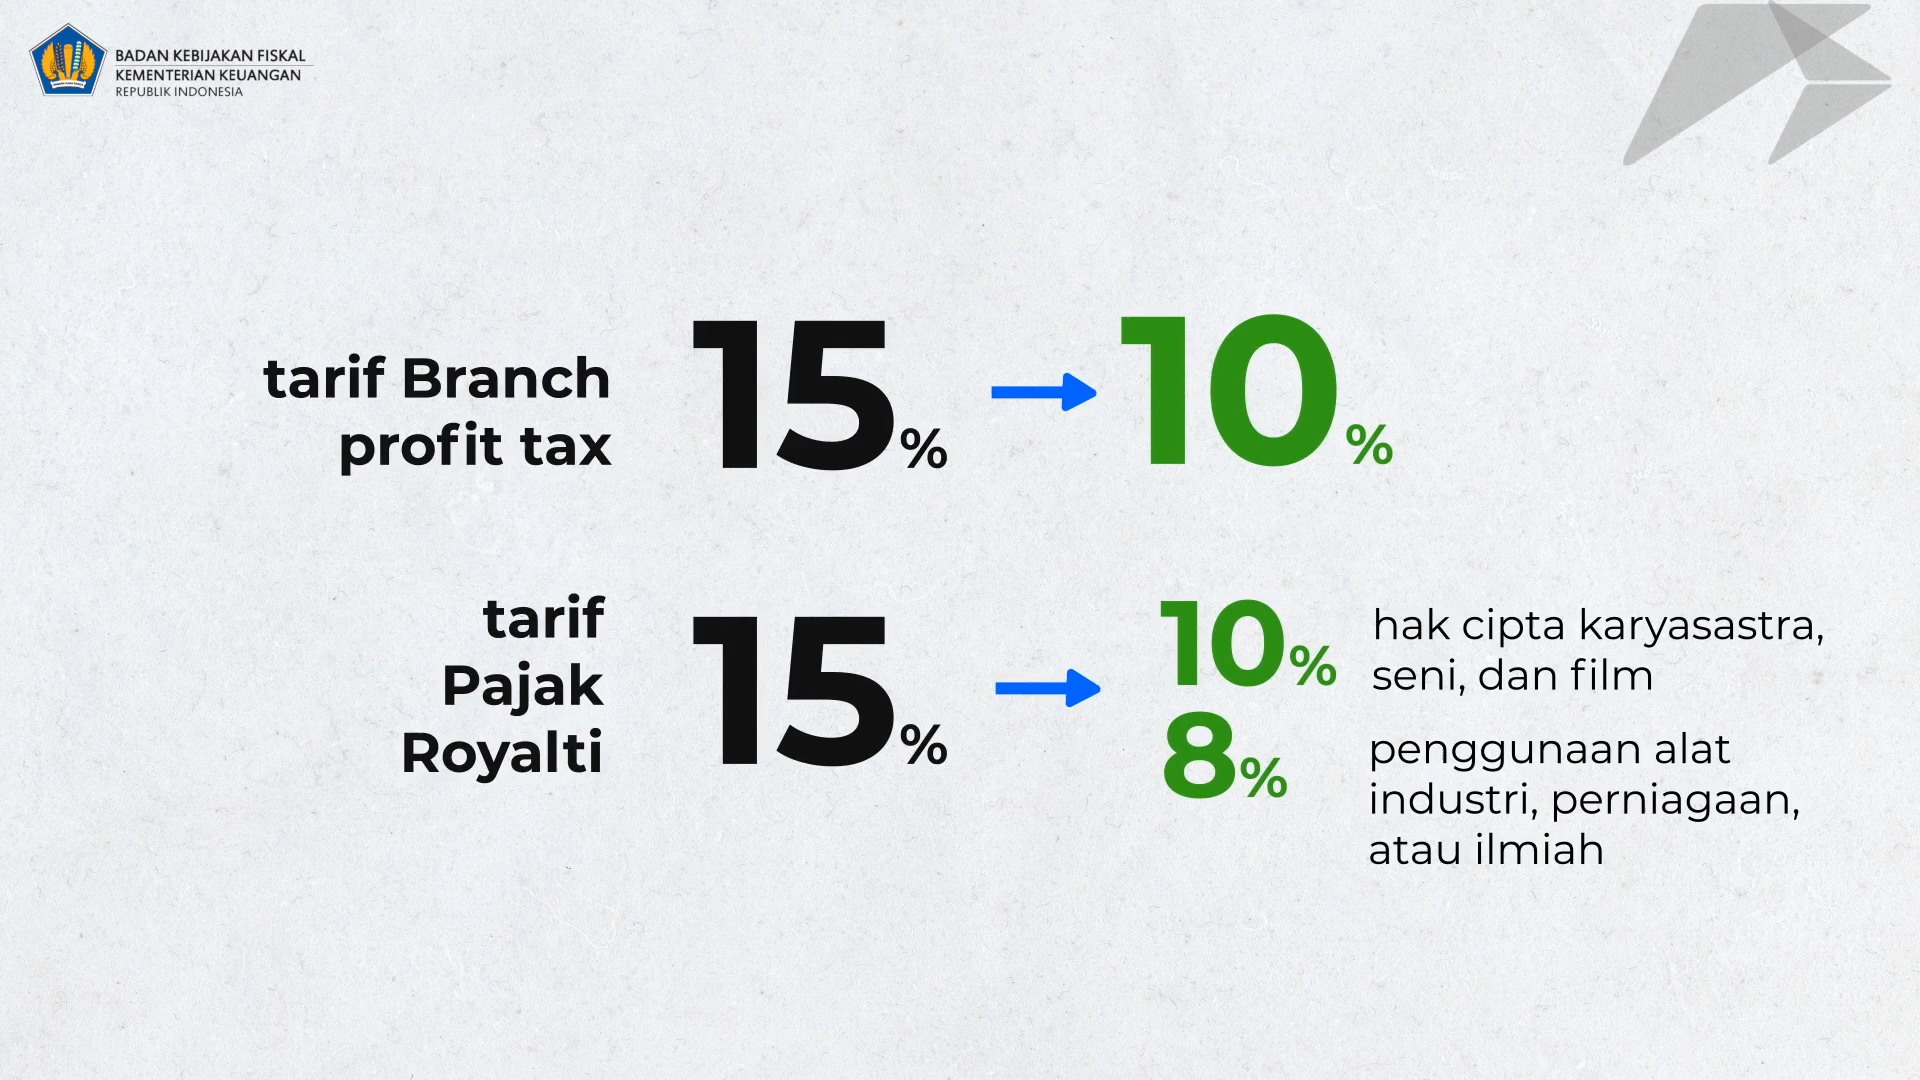 BADAN KEBIJAKAN FISKAL
KEMENTERIAN KEUANGAN
REPUBLIK INDONESIA
tarif Branch
profit tax
15%
10%
tarif
Pajak
Royalti
15%
10%
hak cipta karyasastra,
seni, dan film
8%
penggunaan alat
industri, perniagaan,
atau ilmiah